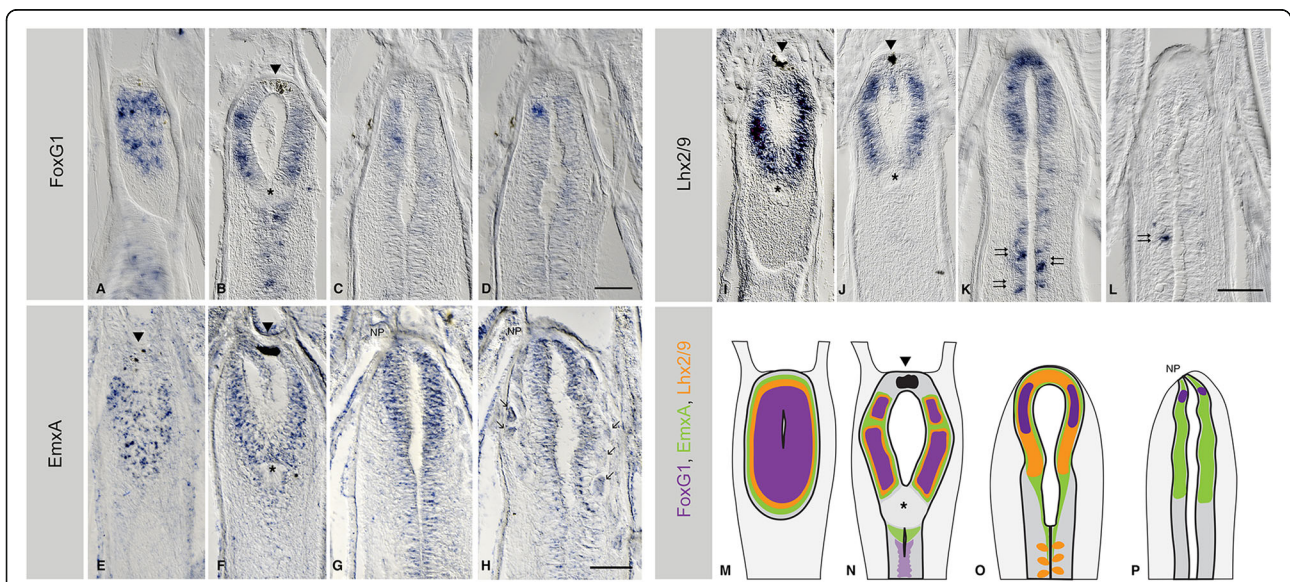 FoxG1
A
B
*
C
D
EmxA
E
F
*
NP
G
NP
H
Lhx2/9
I
*
J
*
K
L
FoxG1, EmxA, Lhx2/9
M
N
*
O
NP
P